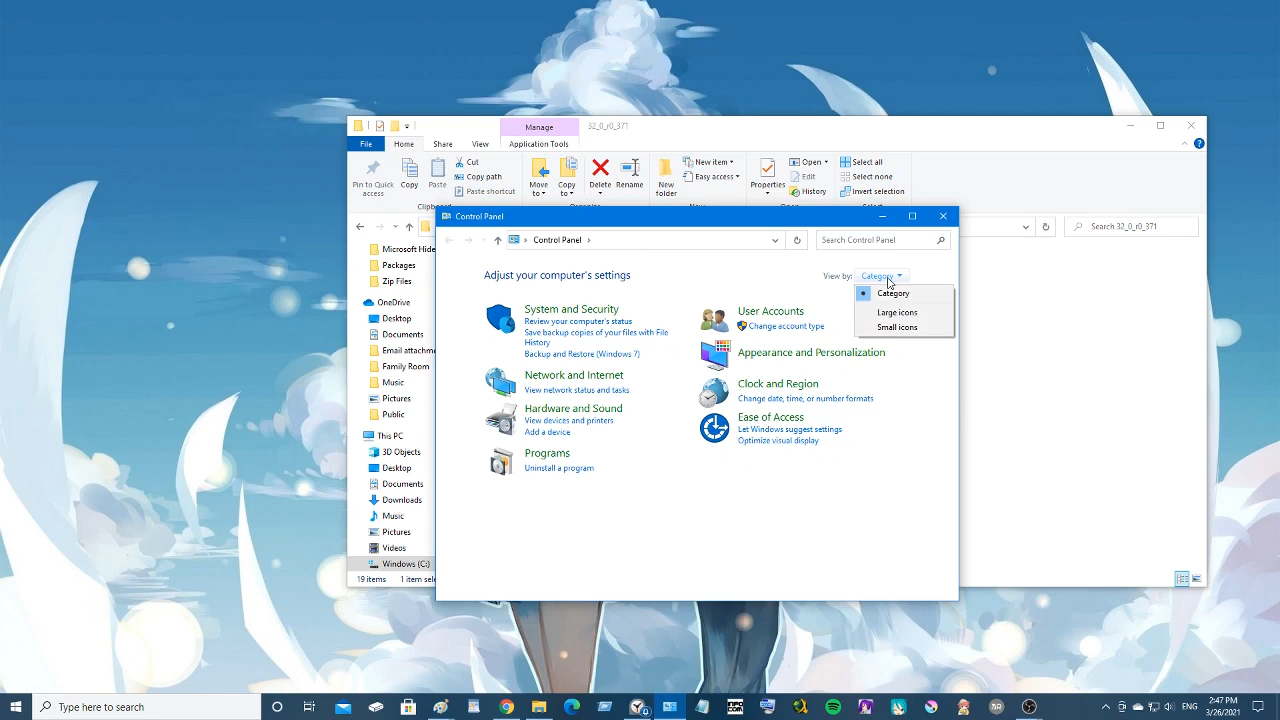 Manage
32_0_r0_371
File
Home
Share
View
Application Tools
Pin to Quick access
Copy
Paste
Cut
Copy path
Paste shortcut
Move to
Copy to
Delete
Rename
New folder
New item
Easy access
Properties
Open
Edit
History
Select all
Select none
Invert selection
Search 32_0_r0_371
Microsoft Hide
Packages
Zip Files
OneDrive
Desktop
Documents
Email attachm
Family Room
Music
Pictures
Public
This PC
3D Objects
Desktop
Documents
Downloads
Music
Pictures
Videos
Windows (C:)
19 items
1 item sele
Control Panel
Control Panel
Search Control Panel
Adjust your computer's settings
View by:
Category
Category
Large icons
Small icons
System and Security
Review your computer's status
Save backup copies of your files with File
History
Backup and Restore (Windows 7)
Network and Internet
View network status and tasks
Hardware and Sound
View devices and printers
Add a device
Programs
Uninstall a program
User Accounts
Change account type
Appearance and Personalization
Clock and Region
Change date, time, or number formats
Ease of Access
Let Windows suggest settings
Optimize visual display
Type here to search
2:47 PM
3/26/2021